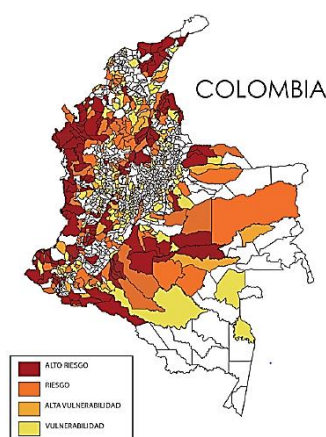 COLOMBIA
ALTO RIESGO
RIESGO
ALTA VULNERABILIDAD
VULNERABILIDAD